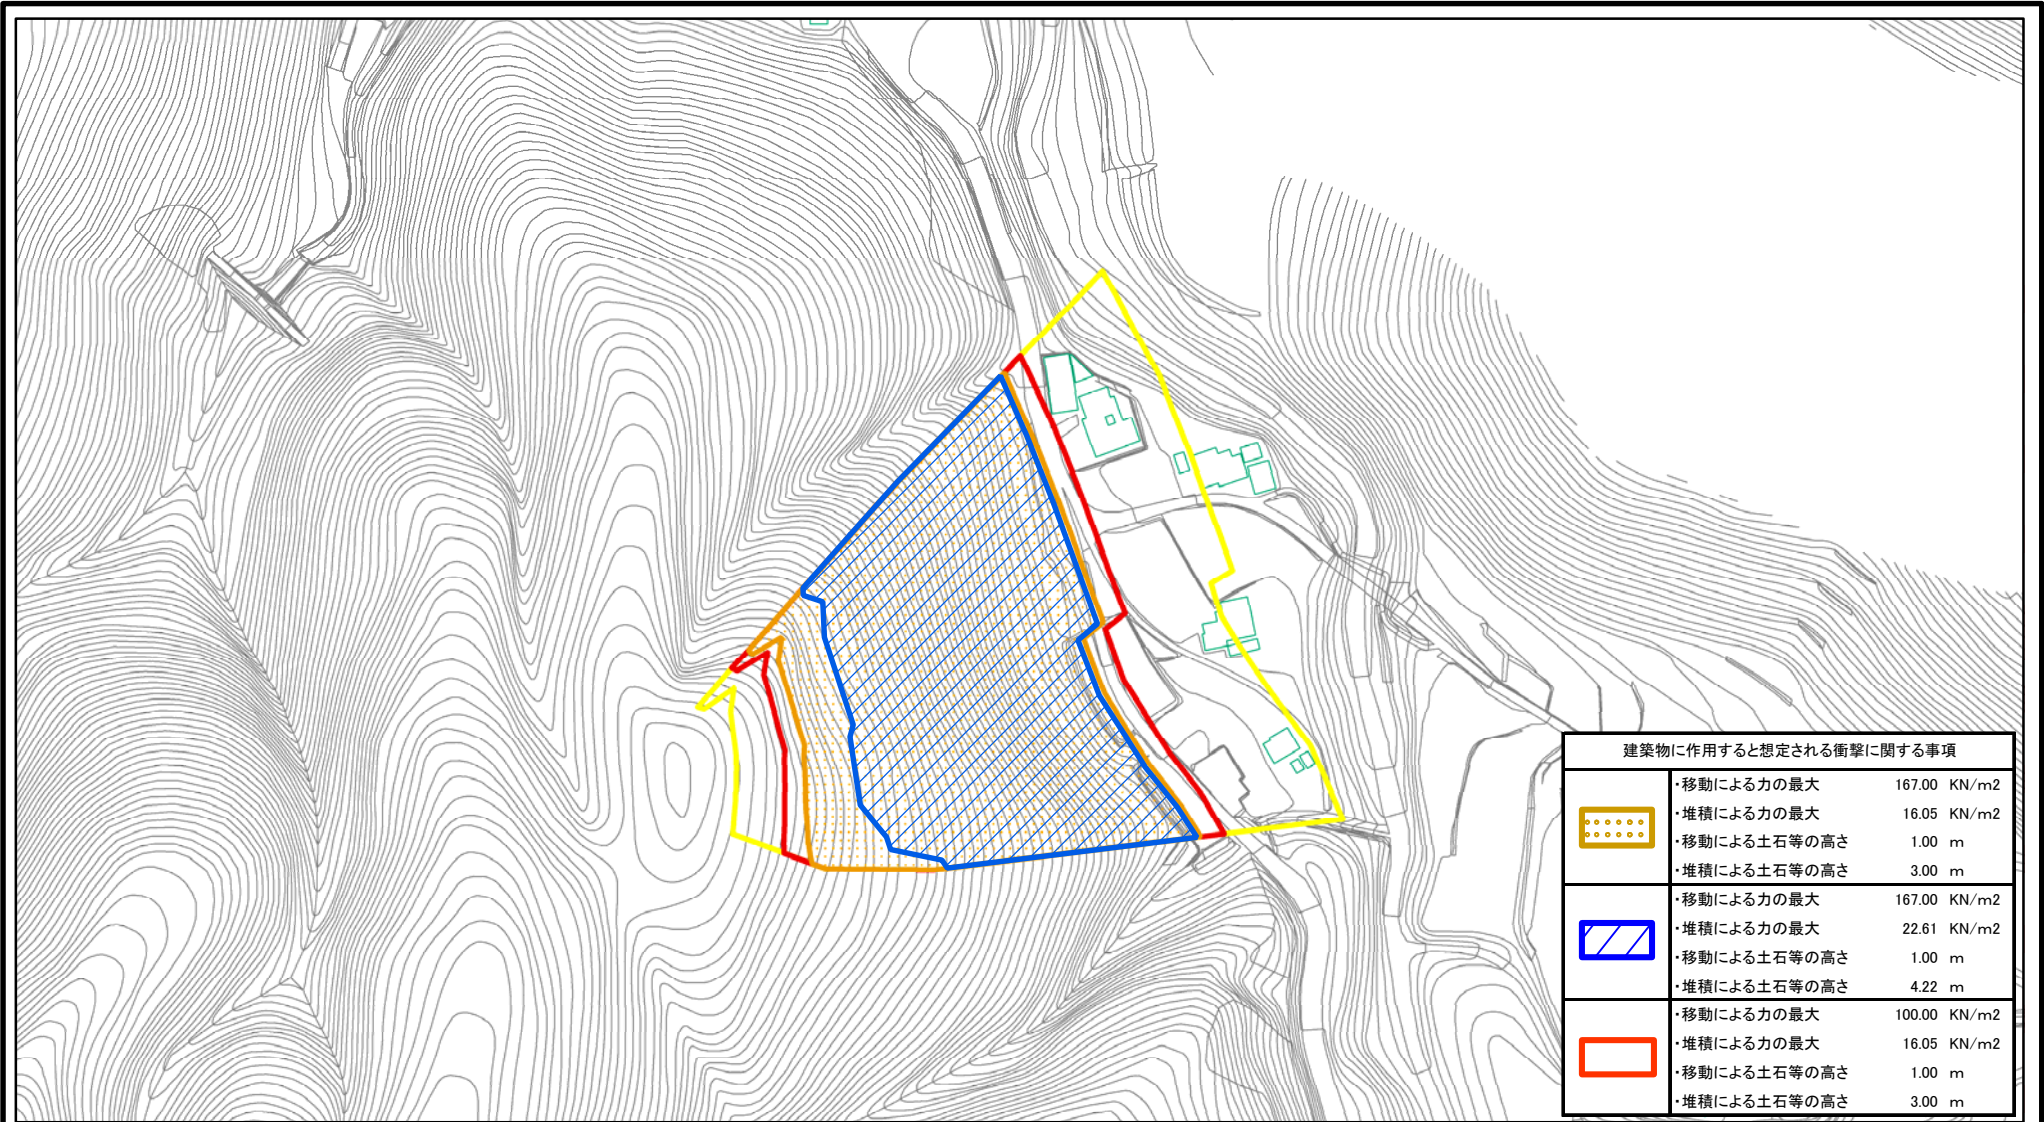 建築物に作用すると想定される衝撃に関する事項
・移動による力の最大 167.00 KN/m2
・堆積による力の最大 16.05 KN/m2
・移動による土石等の高さ 1.00 m
・堆積による土石等の高さ 3.00 m
・移動による力の最大 167.00 KN/m2
・堆積による力の最大 22.61 KN/m2
・移動による土石等の高さ 1.00 m
・堆積による土石等の高さ 4.22 m
・移動による力の最大 100.00 KN/m2
・堆積による力の最大 16.05 KN/m2
・移動による土石等の高さ 1.00 m
・堆積による土石等の高さ 3.00 m